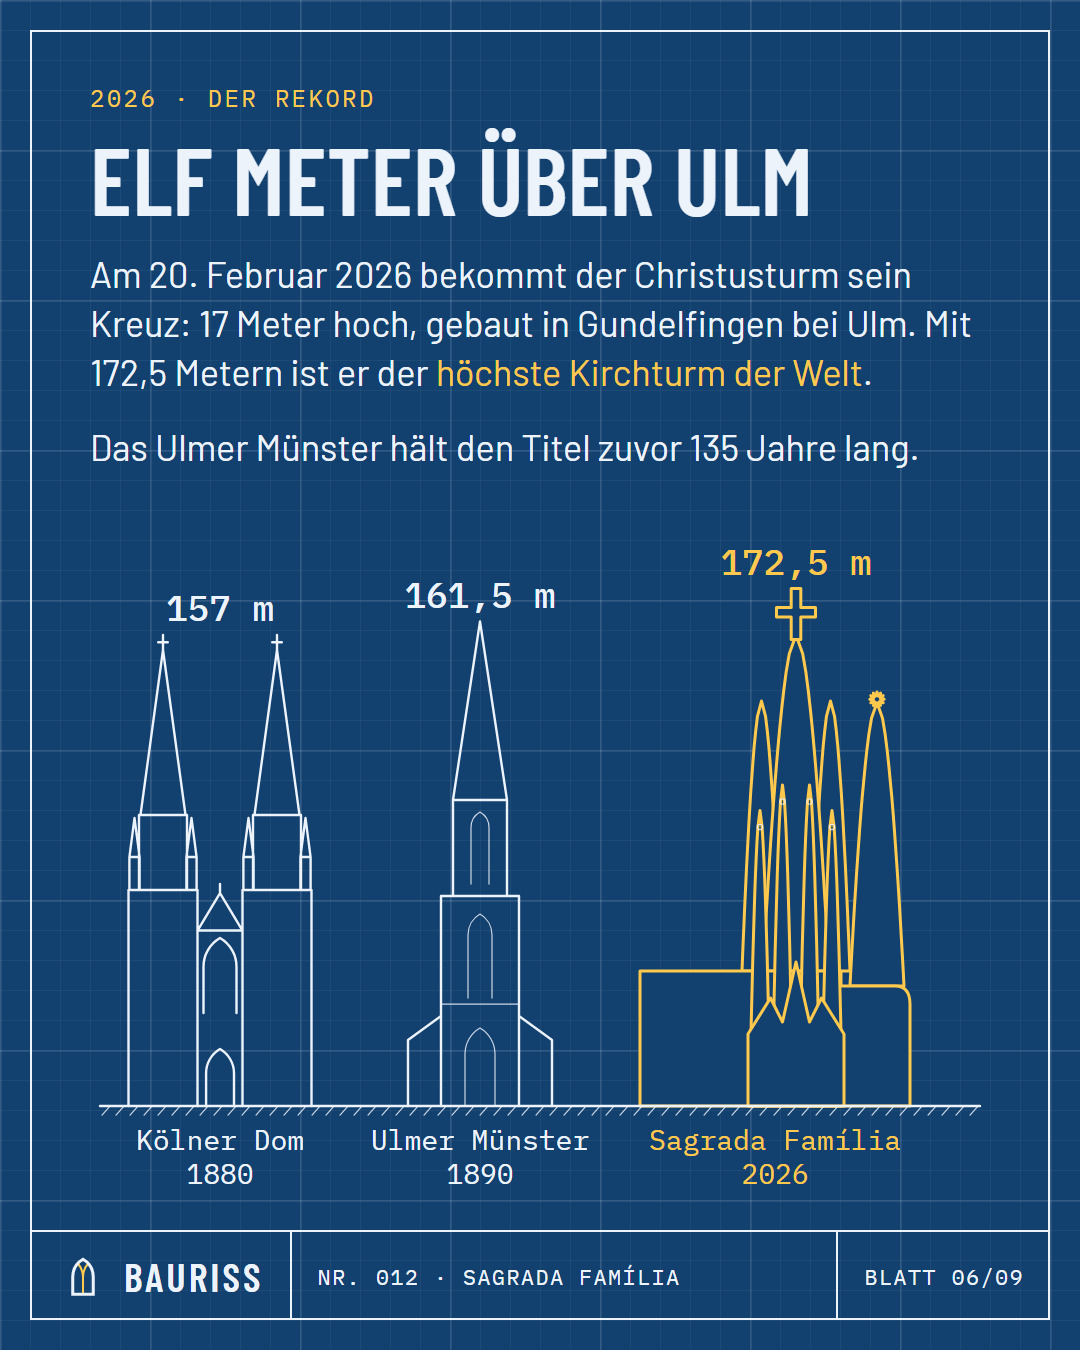 2026 · DER REKORD
ELF METER ÜBER ULM
Am 20. Februar 2026 bekommt der Christusturm sein
Kreuz: 17 Meter hoch, gebaut in Gundelfingen bei Ulm. Mit
172,5 Metern ist er der höchste Kirchturm der Welt.
Das Ulmer Münster hält den Titel zuvor 135 Jahre lang.
157 m
161,5 m
172,5 m
Kölner Dom
1880
Ulmer Münster
1890
Sagrada Família
2026
BAURISS
NR. 012 · SAGRADA FAMÍLIA
BLATT 06/09